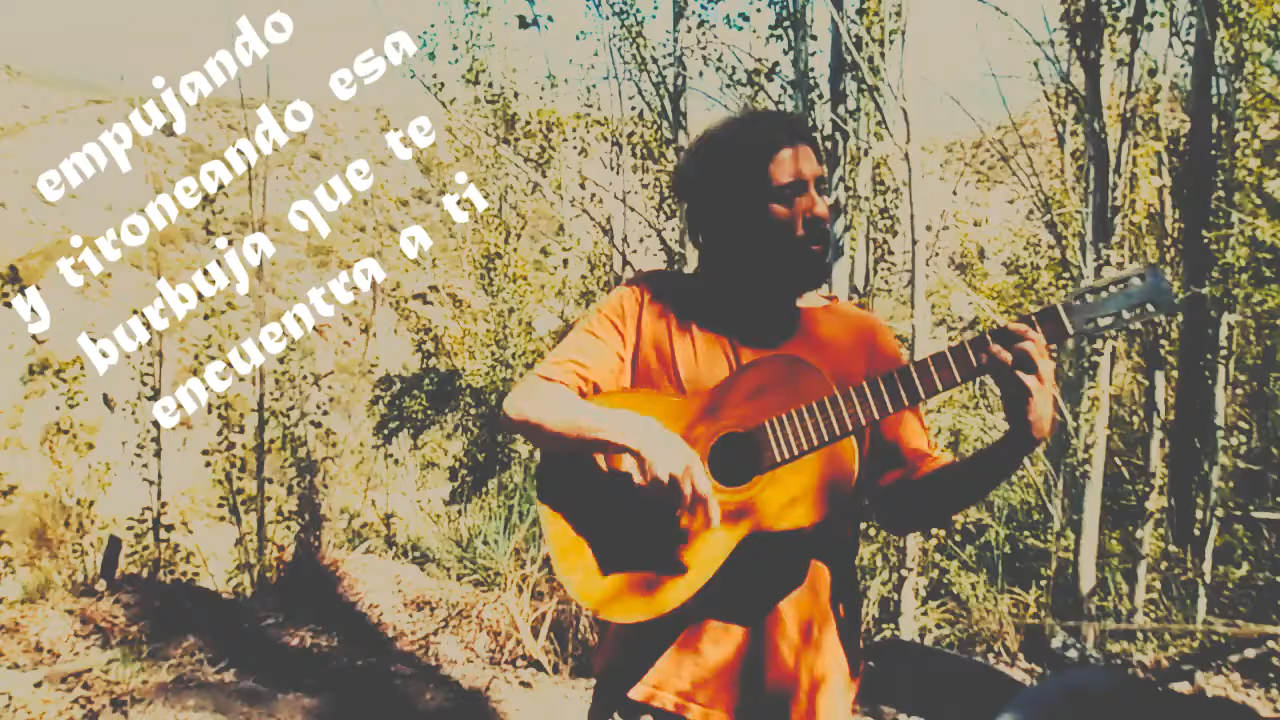 empujando
y tironeando esa
burbuja que te
encuentra a ti